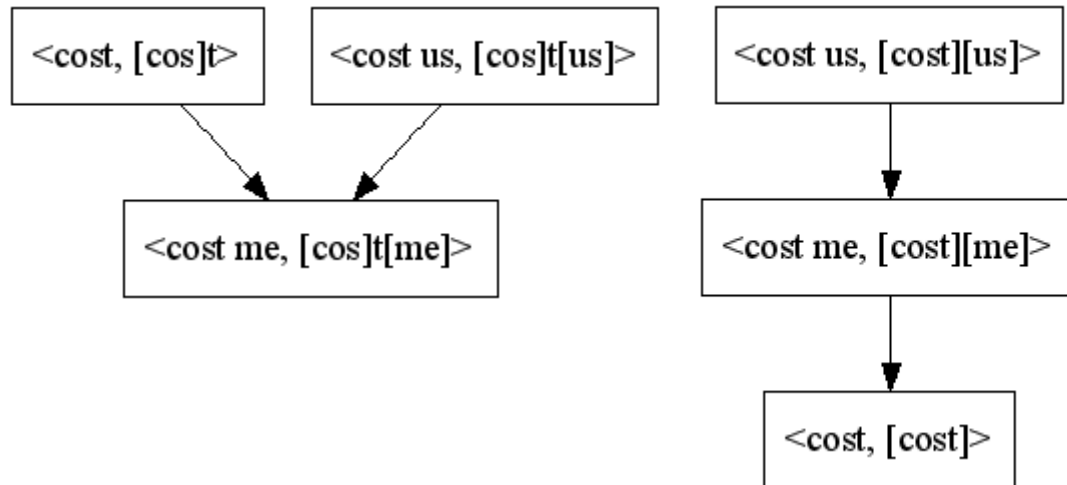 <cost, [cos]t>
<cost us, [cos]t[us]>
<cost us, [cost][us]>
<cost me, [cos]t[me]>
<cost me, [cost][me]>
<cost, [cost]>